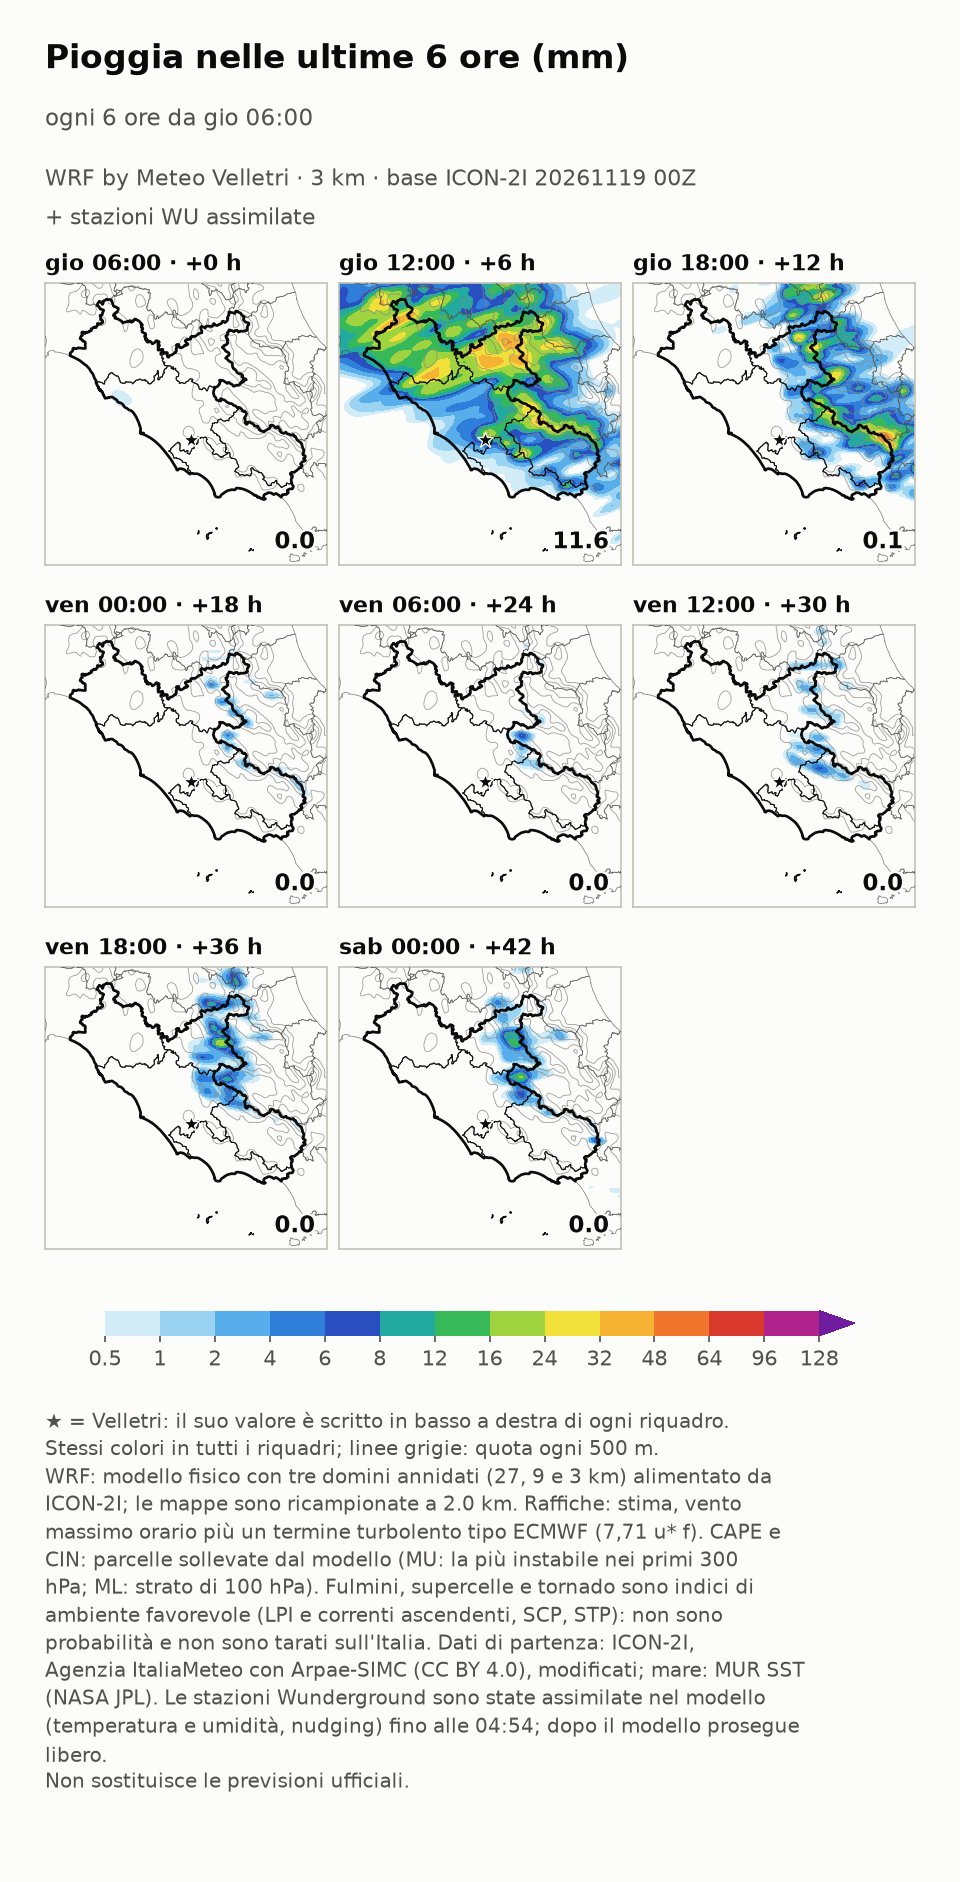 Pioggia nelle ultime 6 ore (mm)
ogni 6 ore da gio 06:00
WRF by Meteo Velletri · 3 km · base ICON-2I 20261119 00Z
+ stazioni WU assimilate
gio 06:00 · +0 h
gio 12:00 · +6 h
gio 18:00 · +12 h
0.0
11.6
0.1
ven 00:00 · +18 h
ven 06:00 · +24 h
ven 12:00 · +30 h
0.0
0.0
0.0
ven 18:00 · +36 h
sab 00:00 · +42 h
0.0
0.0
0.5 1 2 4 6 8 12 16 24 32 48 64 96 128
★ = Velletri: il suo valore è scritto in basso a destra di ogni riquadro.
Stessi colori in tutti i riquadri; linee grigie: quota ogni 500 m.
WRF: modello fisico con tre domini annidati (27, 9 e 3 km) alimentato da
ICON-2I; le mappe sono ricampionate a 2.0 km. Raffiche: stima, vento
massimo orario più un termine turbolento tipo ECMWF (7,71 u* f). CAPE e
CIN: parcelle sollevate dal modello (MU: la più instabile nei primi 300
hPa; ML: strato di 100 hPa). Fulmini, supercelle e tornado sono indici di
ambiente favorevole (LPI e correnti ascendenti, SCP, STP): non sono
probabilità e non sono tarati sull'Italia. Dati di partenza: ICON-2I,
Agenzia ItaliaMeteo con Arpae-SIMC (CC BY 4.0), modificati; mare: MUR SST
(NASA JPL). Le stazioni Wunderground sono state assimilate nel modello
(temperatura e umidità, nudging) fino alle 04:54; dopo il modello prosegue
libero.
Non sostituisce le previsioni ufficiali.